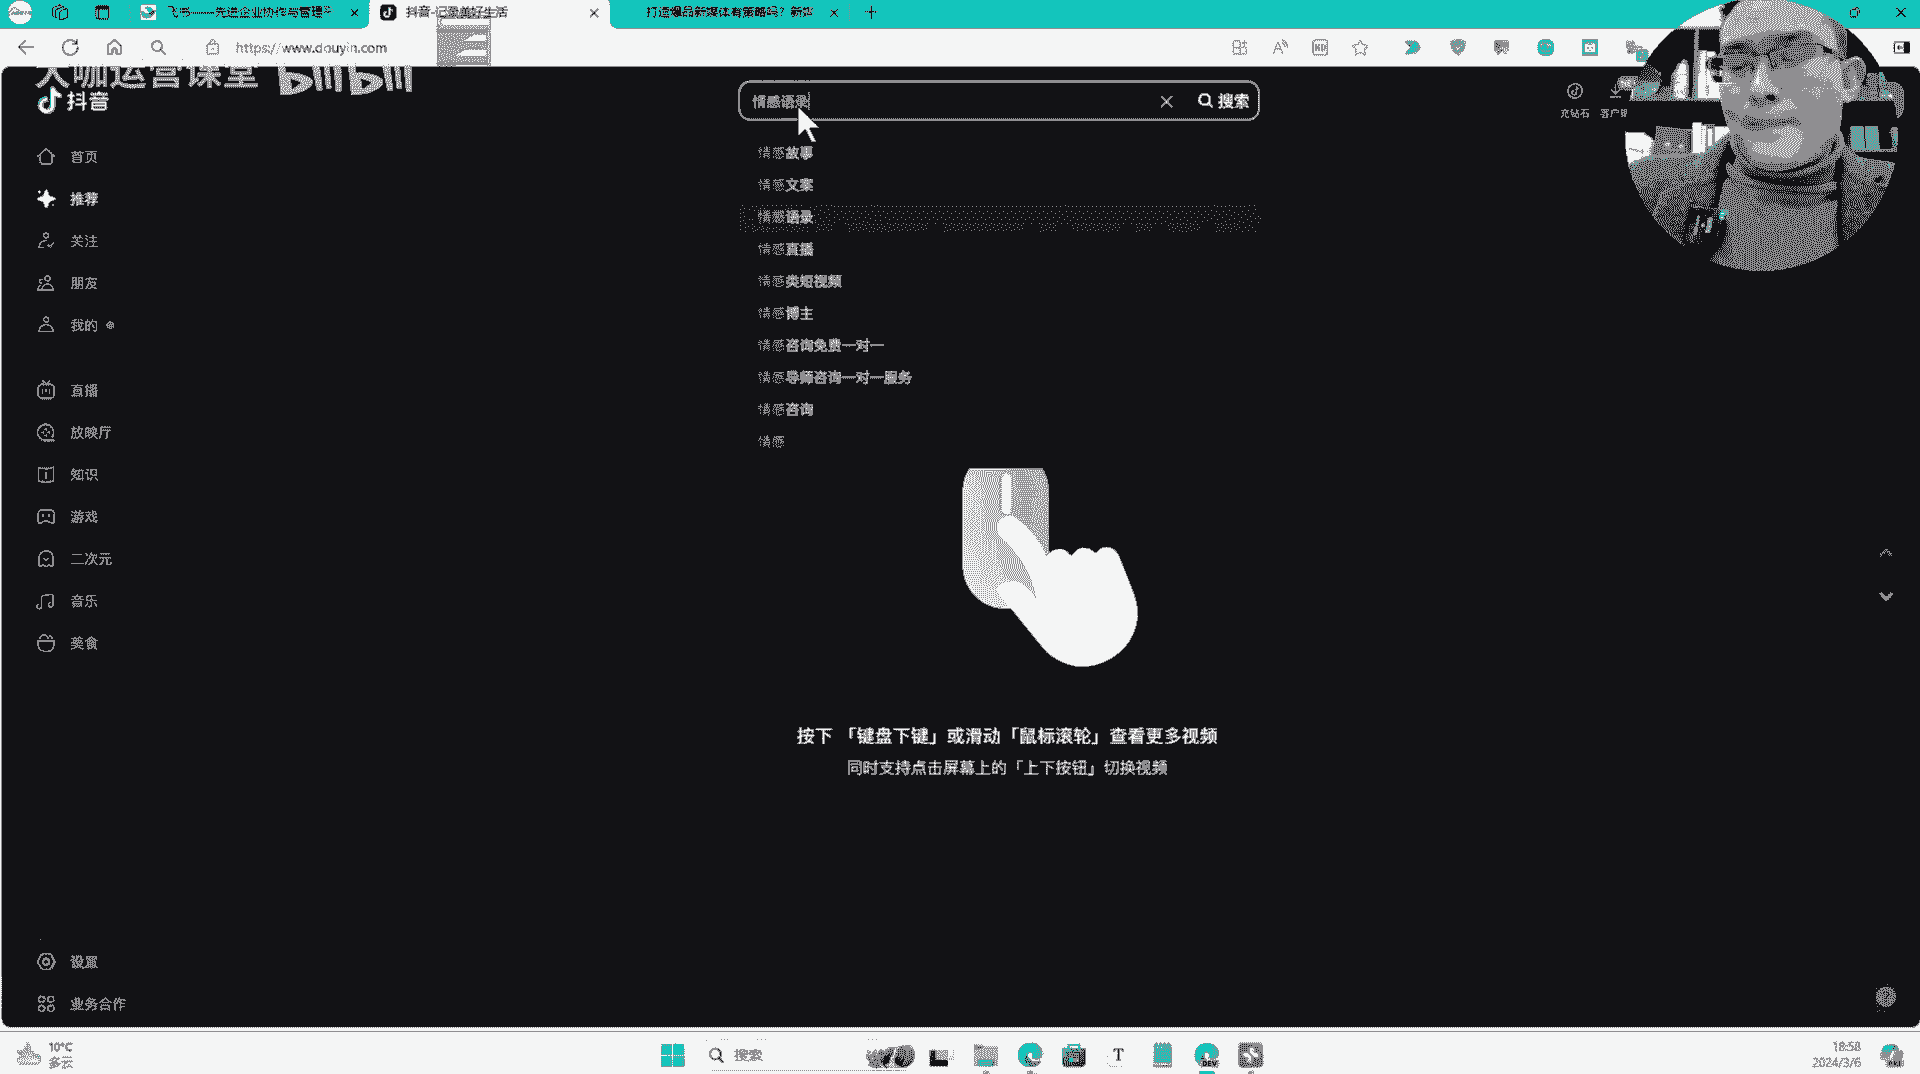 飞书——先进企业协作与管理平
抖音-记录美好生活
打造爆品新媒体有策略吗？新媒
https://www.douyin.com
大咖运营课堂 bilibili
抖音
情感语录
搜索
充钻石
客户端
首页
推荐
关注
朋友
我的
直播
放映厅
知识
游戏
二次元
音乐
美食
设置
业务合作
情感故事
情感文案
情感语录
情感直播
情感类短视频
情感博主
情感咨询免费一对一
情感导师咨询一对一服务
情感咨询
情感
按下 「键盘下键」或滑动「鼠标滚轮」查看更多视频
同时支持点击屏幕上的「上下按钮」切换视频
10°C
多云
搜索
18:58
2024/3/6